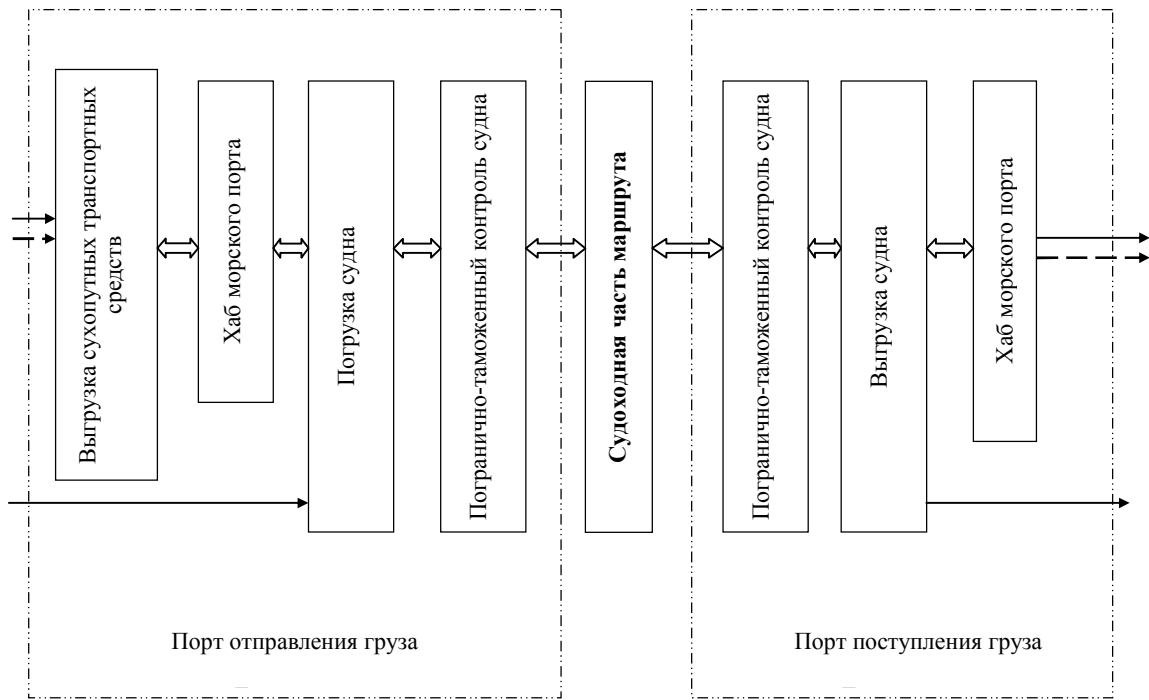 Выгрузка сухопутных транспортных
средств
Хаб морского порта
Погрузка судна
Погранично-таможенный контроль судна
Судоходная часть маршрута
Погранично-таможенный контроль судна
Выгрузка судна
Хаб морского порта
Порт отправления груза
Порт поступления груза